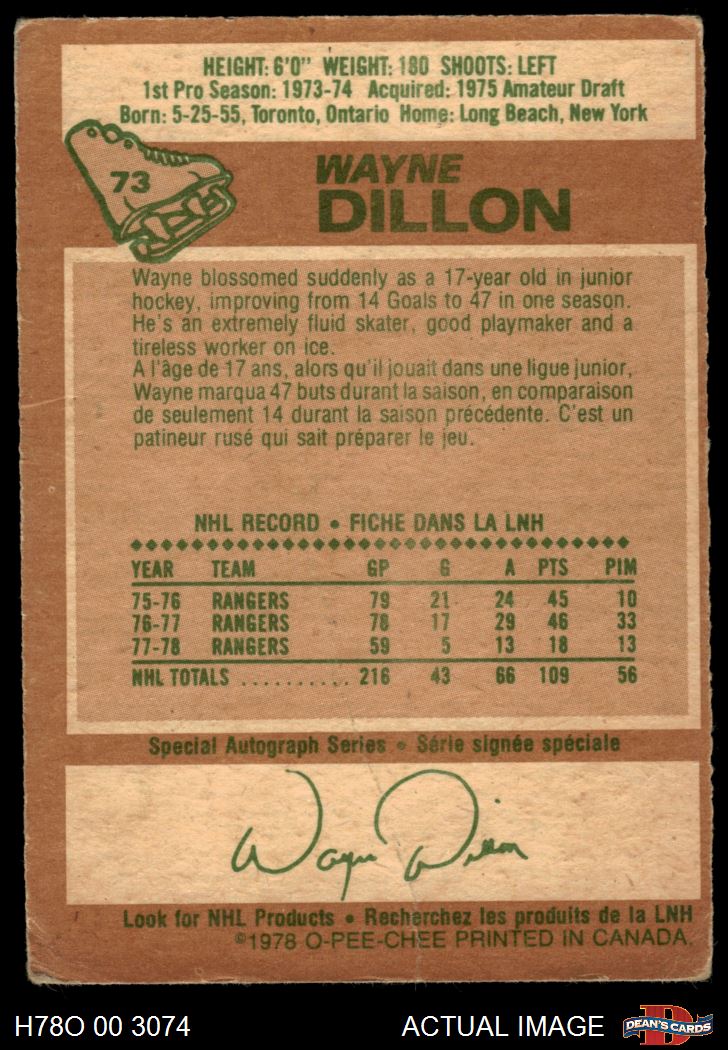 HEIGHT: 6'0" WEIGHT: 180 SHOOTS: LEFT
1st Pro Season: 1973-74 Acquired: 1975 Amateur Draft
Born: 5-25-55, Toronto, Ontario Home: Long Beach, New York
73
WAYNE
DILLON
Wayne blossomed suddenly as a 17-year old in junior
hockey, improving from 14 Goals to 47 in one season.
He's an extremely fluid skater, good playmaker and a
tireless worker on ice.
A l'âge de 17 ans, alors qu'il jouait dans une ligue junior,
Wayne marqua 47 buts durant la saison, en comparaison
de seulement 14 durant la saison précédente. C'est un
patineur rusé qui sait préparer le jeu.
NHL RECORD • FICHE DANS LA LNH
YEAR TEAM GP G A PTS PIM
75-76 RANGERS 79 21 24 45 10
76-77 RANGERS 78 17 29 46 33
77-78 RANGERS 59 5 13 18 13
NHL TOTALS .......... 216 43 66 109 56
Special Autograph Series • Série signée spéciale
Wayne Dillon
Look for NHL Products • Recherchez les produits de la LNH
©1978 O-PEE-CHEE PRINTED IN CANADA.
H78O 00 3074 ACTUAL IMAGE
D
DEAN'S CARDS